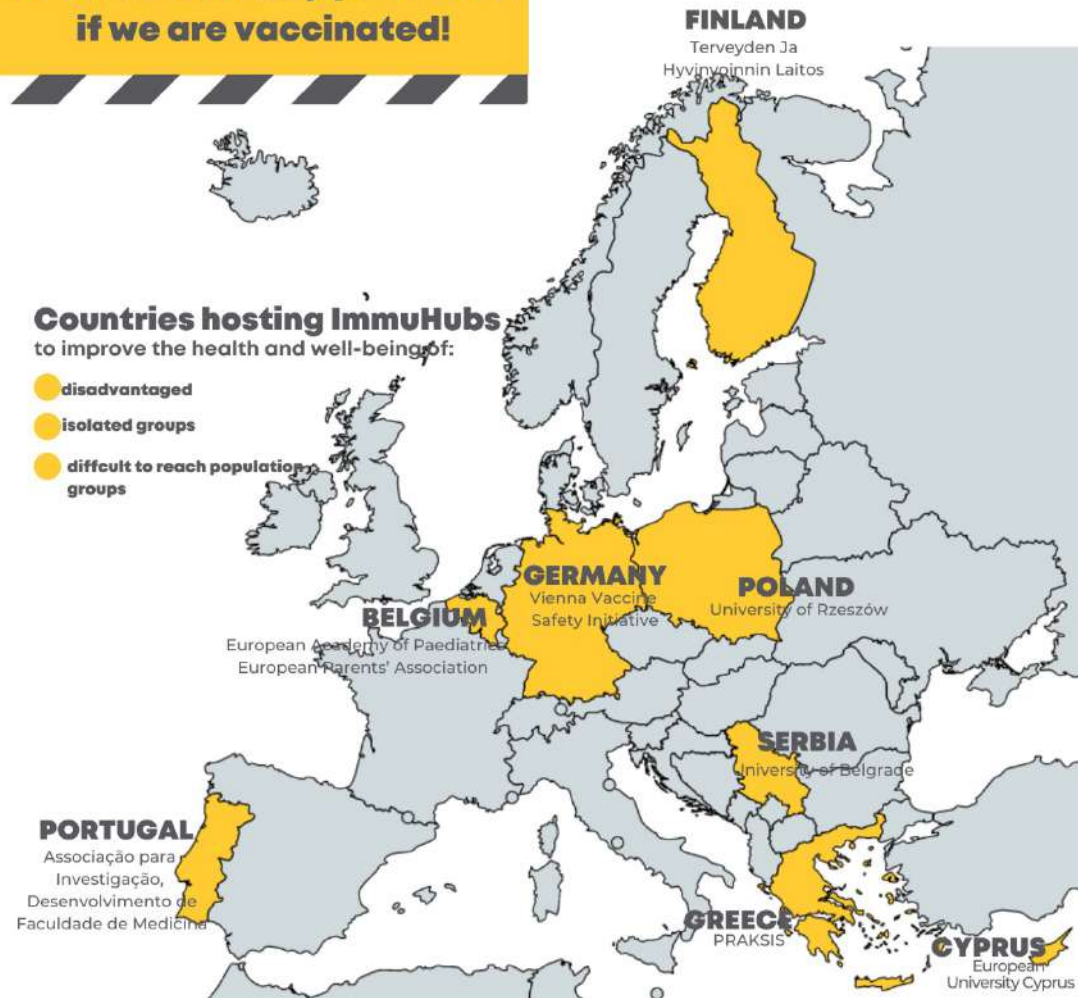 if we are vaccinated!
FINLAND
Terveyden Ja
Hyvinvoinnin Laitos
Countries hosting ImmuHubs
to improve the health and well-being of:
disadvantaged
isolated groups
diffcult to reach population
groups
GERMANY
Vienna Vaccine
Safety Initiative
POLAND
University of Rzeszów
BELGIUM
European Academy of Paediatrics
European Parents' Association
SERBIA
University of Belgrade
PORTUGAL
Associação para
Investigação,
Desenvolvimento de
Faculdade de Medicina
GREECE
PRAKSIS
CYPRUS
European
University Cyprus